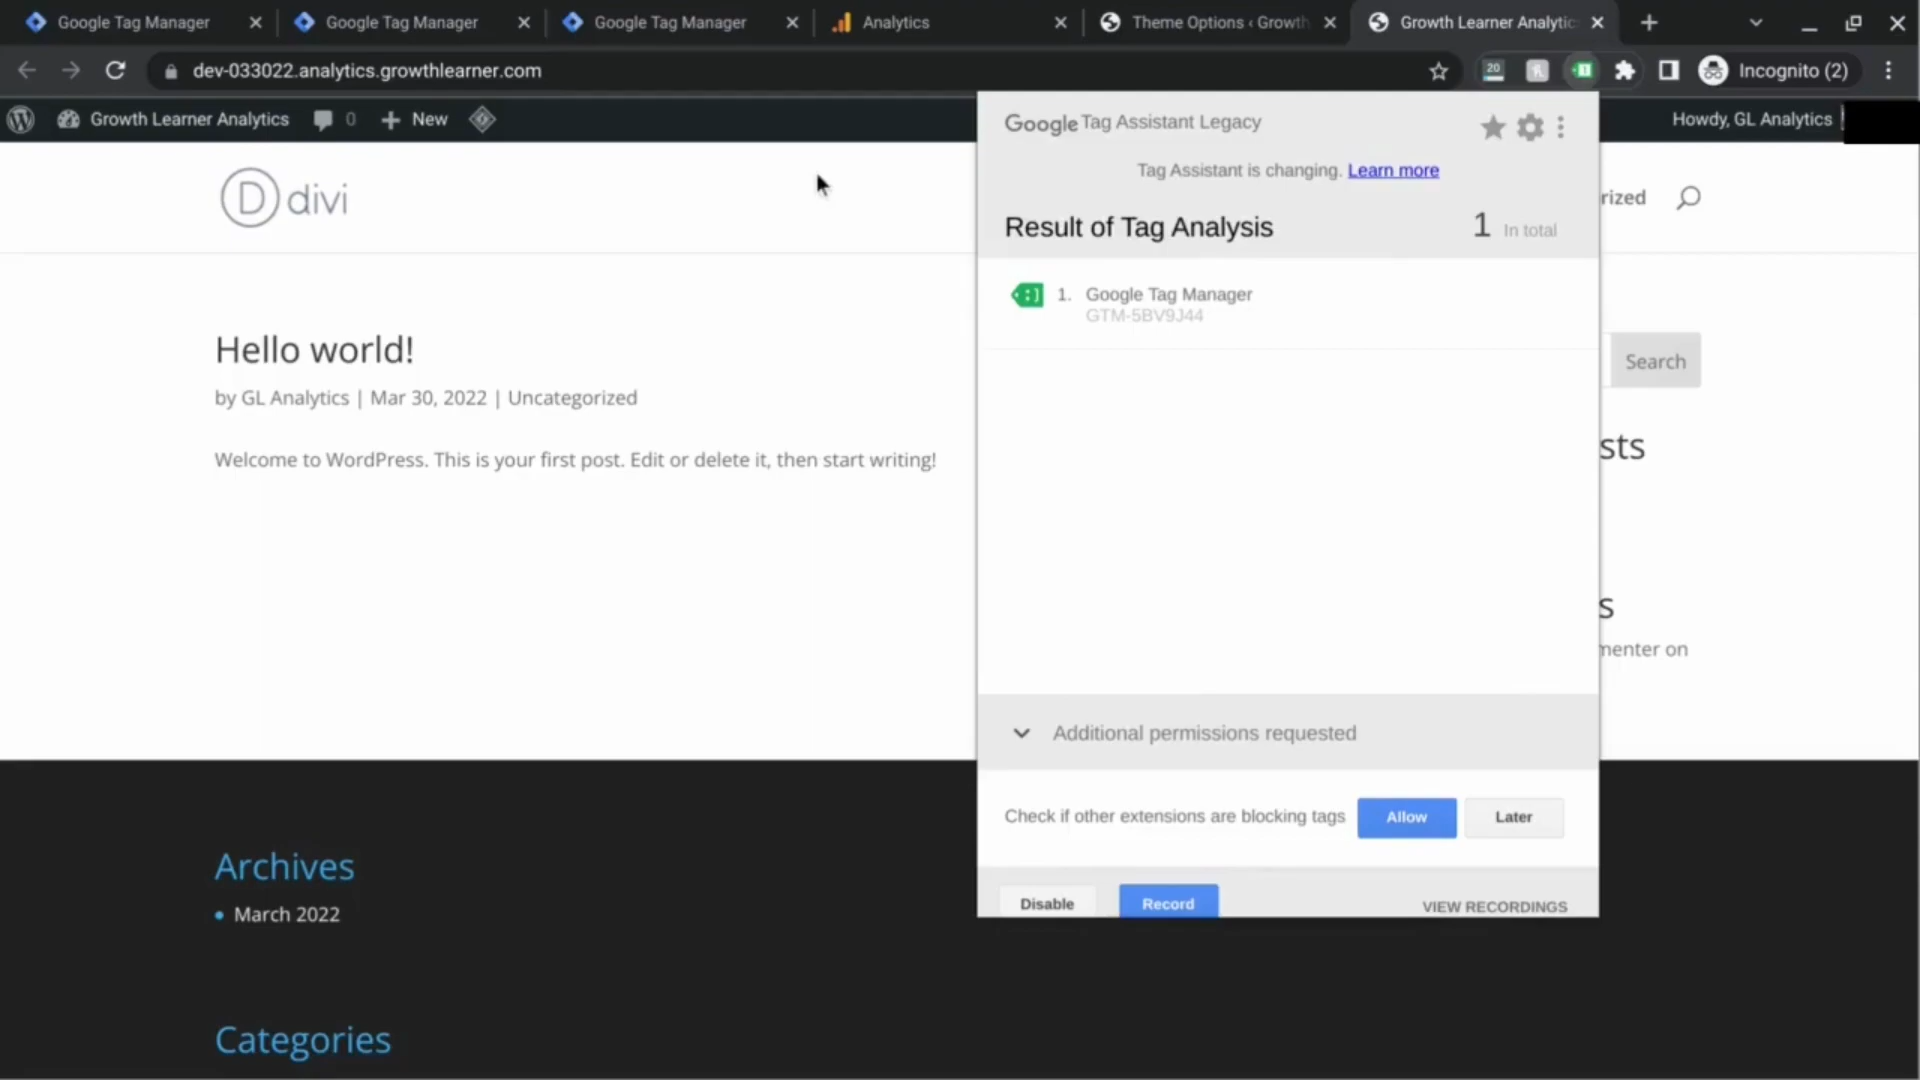 Google Tag Manager
Google Tag Manager
Google Tag Manager
Analytics
Theme Options ‹ Growth
Growth Learner Analytic
dev-033022.analytics.growthlearner.com
20
Incognito (2)
Growth Learner Analytics
0
New
Howdy, GL Analytics
divi
rized
Hello world!
by GL Analytics | Mar 30, 2022 | Uncategorized
Welcome to WordPress. This is your first post. Edit or delete it, then start writing!
Google Tag Assistant Legacy
Tag Assistant is changing. Learn more
Result of Tag Analysis
1 In total
1. Google Tag Manager
GTM-5BV9J44
Additional permissions requested
Check if other extensions are blocking tags
Allow
Later
Disable
Record
VIEW RECORDINGS
Search
sts
s
menter on
Archives
March 2022
Categories